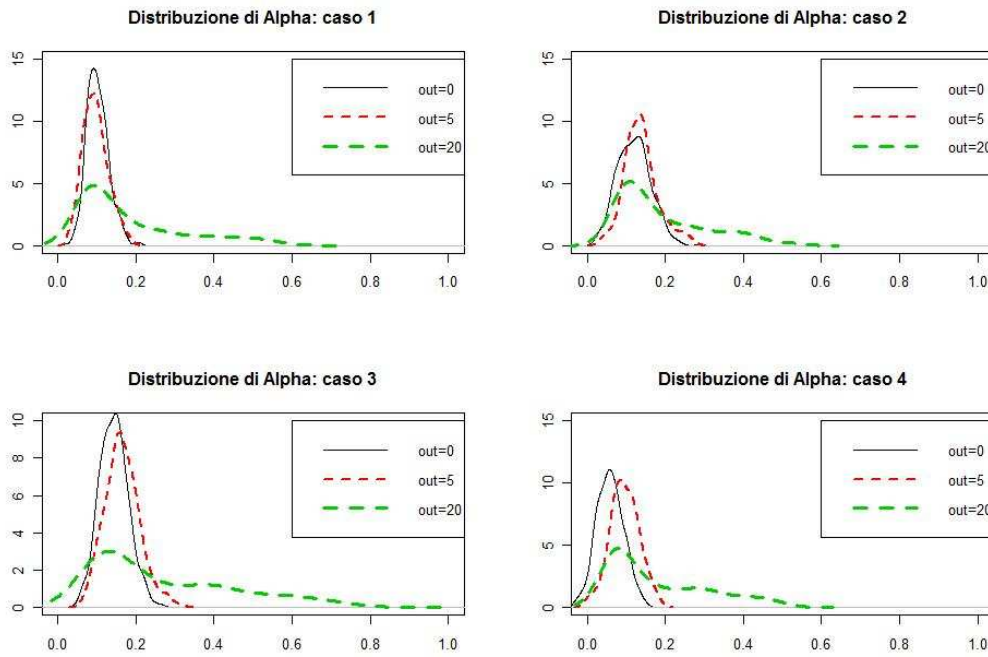 Distribuzione di Alpha: caso 1
15
10
5
0
out=0
out=5
out=20
0.0 0.2 0.4 0.6 0.8 1.0
Distribuzione di Alpha: caso 2
15
10
5
0
out=0
out=5
out=20
0.0 0.2 0.4 0.6 0.8 1.0
Distribuzione di Alpha: caso 3
10
8
6
4
2
0
out=0
out=5
out=20
0.0 0.2 0.4 0.6 0.8 1.0
Distribuzione di Alpha: caso 4
15
10
5
0
out=0
out=5
out=20
0.0 0.2 0.4 0.6 0.8 1.0